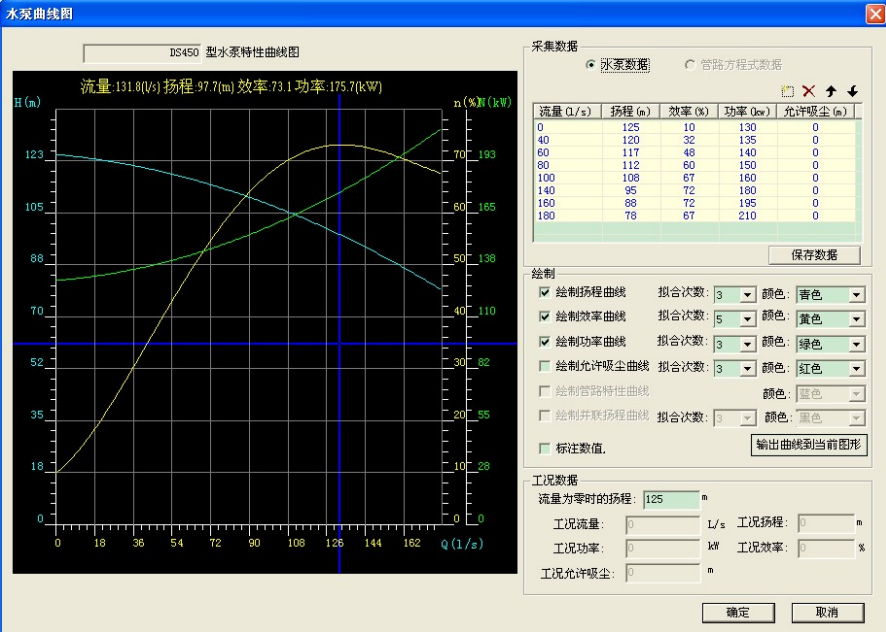 水泵曲线图
DS450 型水泵特性曲线图
流量:131.8(l/s) 扬程:97.7(m) 效率:73.1 功率:175.7(kW)
H(m) n(%) N(kW)
123 70 193
105 60 165
88 50 138
70 40 110
52 30 82
35 20 55
18 10 28
0 0 0
0 18 36 54 72 90 108 126 144 162 Q(l/s)
采集数据
水泵数据 管路方程式数据
流量(l/s) 扬程(m) 效率(%) 功率(kw) 允许吸尘(m)
0 125 10 130 0
40 120 32 135 0
60 117 48 140 0
80 112 60 150 0
100 108 67 160 0
140 95 72 180 0
160 88 72 195 0
180 78 67 210 0
保存数据
绘制
绘制扬程曲线 拟合次数: 3 颜色: 青色
绘制效率曲线 拟合次数: 5 颜色: 黄色
绘制功率曲线 拟合次数: 3 颜色: 绿色
绘制允许吸尘曲线 拟合次数: 3 颜色: 红色
绘制管路特性曲线 颜色: 蓝色
绘制并联扬程曲线 拟合次数: 3 颜色: 黑色
标注数值. 输出曲线到当前图形
工况数据
流量为零时的扬程: 125 m
工况流量: 0 L/s 工况扬程: 0 m
工况功率: 0 kW 工况效率: 0 %
工况允许吸尘: 0 m
确定 取消